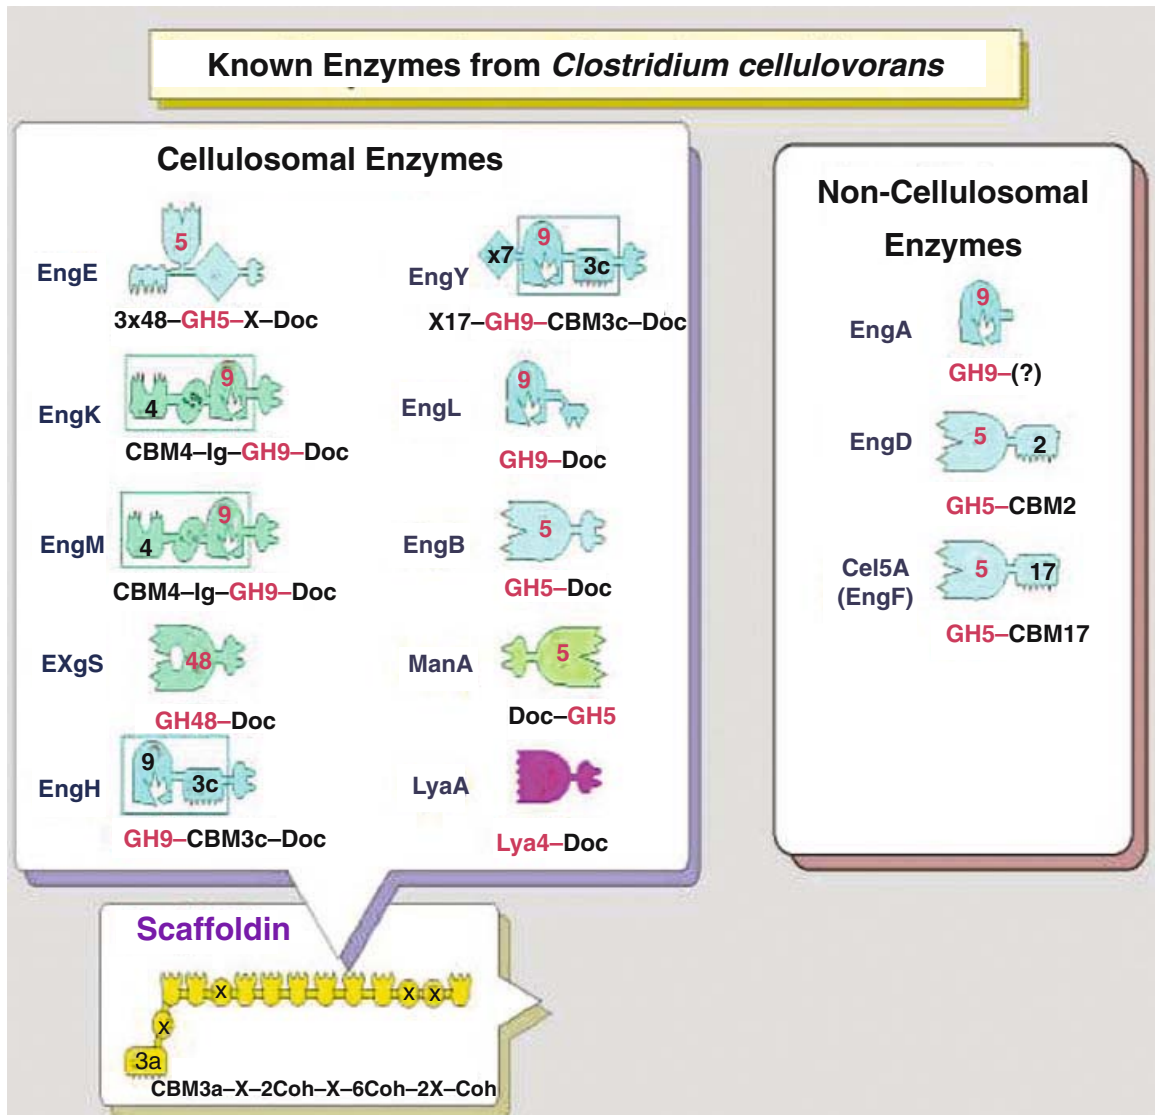 Known Enzymes from Clostridium cellulovorans
Cellulosomal Enzymes
EngE
5
3x48–GH5–X–Doc
EngK
4
9
CBM4–Ig–GH9–Doc
EngM
4
9
CBM4–Ig–GH9–Doc
EXgS
48
GH48–Doc
EngH
9
3c
GH9–CBM3c–Doc
EngY
x7
9
3c
X17–GH9–CBM3c–Doc
EngL
9
GH9–Doc
EngB
5
GH5–Doc
ManA
5
Doc–GH5
LyaA
Lya4–Doc
Non-Cellulosomal
Enzymes
EngA
9
GH9–(?)
EngD
5
2
GH5–CBM2
Cel5A
(EngF)
5
17
GH5–CBM17
Scaffoldin
x
x
x
x
3a
CBM3a–X–2Coh–X–6Coh–2X–Coh